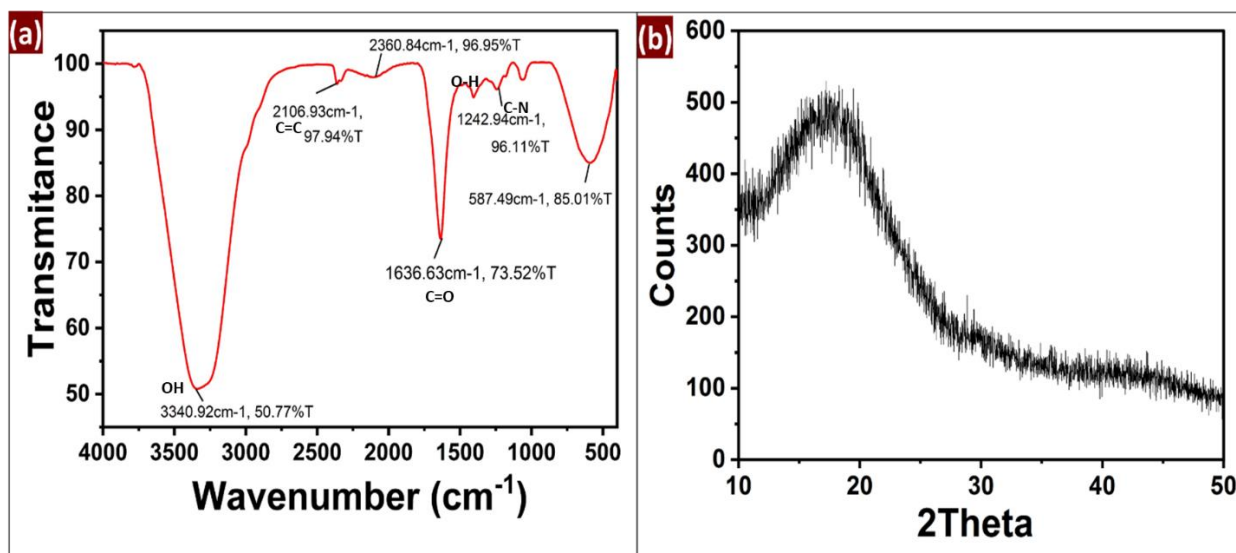 (a)
Transmitance
100
90
80
70
60
50
2360.84cm-1, 96.95%T
2106.93cm-1,
C=C 97.94%T
O-H
C-N
1242.94cm-1,
96.11%T
587.49cm-1, 85.01%T
1636.63cm-1, 73.52%T
C=O
OH
3340.92cm-1, 50.77%T
4000 3500 3000 2500 2000 1500 1000 500
Wavenumber (cm-1)
(b)
Counts
600
500
400
300
200
100
0
10 20 30 40 50
2Theta